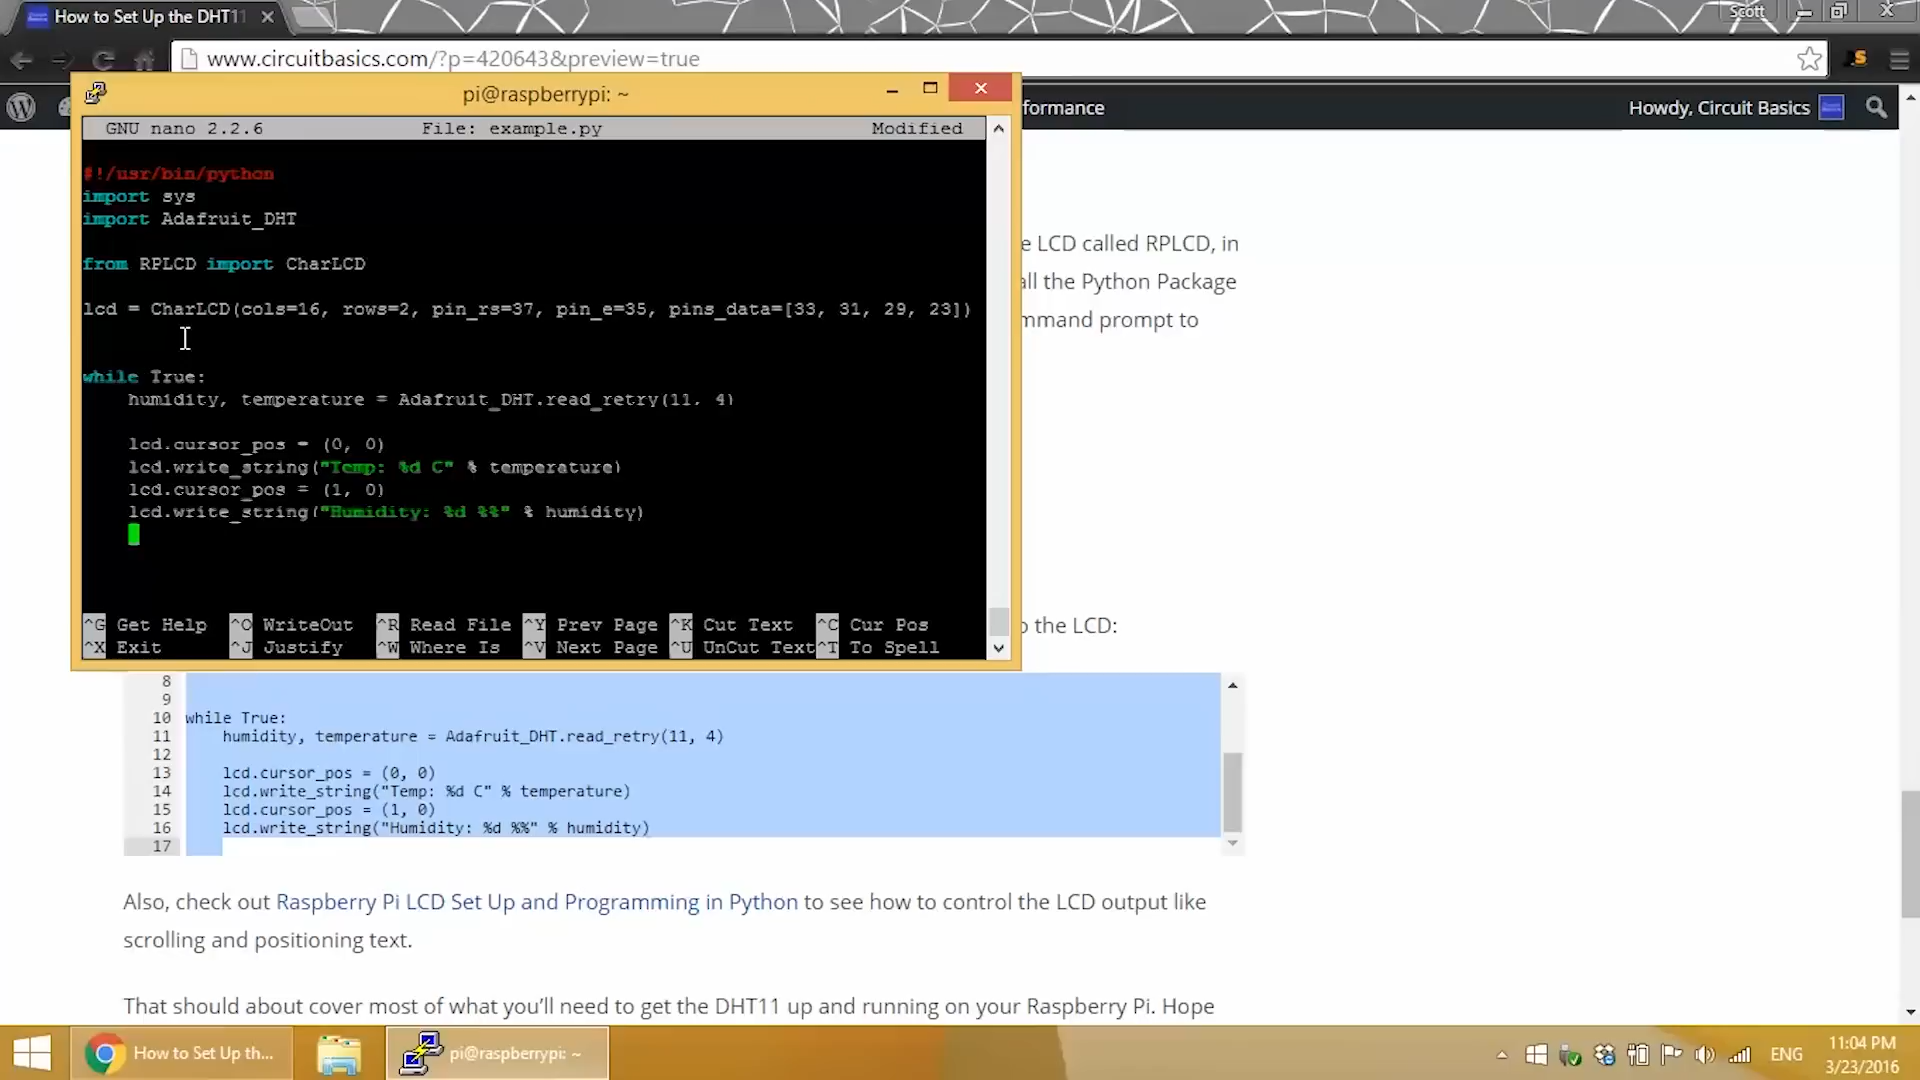 How to Set Up the DHT11
Scott
www.circuitbasics.com/?p=420643&preview=true
pi@raspberrypi: ~
formance
Howdy, Circuit Basics
GNU nano 2.2.6 File: example.py Modified
#!/usr/bin/python
import sys
import Adafruit_DHT
from RPLCD import CharLCD
lcd = CharLCD(cols=16, rows=2, pin_rs=37, pin_e=35, pins_data=[33, 31, 29, 23])
while True:
humidity, temperature = Adafruit_DHT.read_retry(11, 4)
lcd.cursor_pos = (0, 0)
lcd.write_string("Temp: %d C" % temperature)
lcd.cursor_pos = (1, 0)
lcd.write_string("Humidity: %d %%" % humidity)
^G Get Help ^O WriteOut ^R Read File ^Y Prev Page ^K Cut Text ^C Cur Pos
^X Exit ^J Justify ^W Where Is ^V Next Page ^U UnCut Text ^T To Spell
e LCD called RPLCD, in
all the Python Package
mmand prompt to
o the LCD:
8
9
10 while True:
11 humidity, temperature = Adafruit_DHT.read_retry(11, 4)
12
13 lcd.cursor_pos = (0, 0)
14 lcd.write_string("Temp: %d C" % temperature)
15 lcd.cursor_pos = (1, 0)
16 lcd.write_string("Humidity: %d %%" % humidity)
17
Also, check out Raspberry Pi LCD Set Up and Programming in Python to see how to control the LCD output like
scrolling and positioning text.
That should about cover most of what you’ll need to get the DHT11 up and running on your Raspberry Pi. Hope
How to Set Up th...
pi@raspberrypi: ~
ENG
11:04 PM
3/23/2016